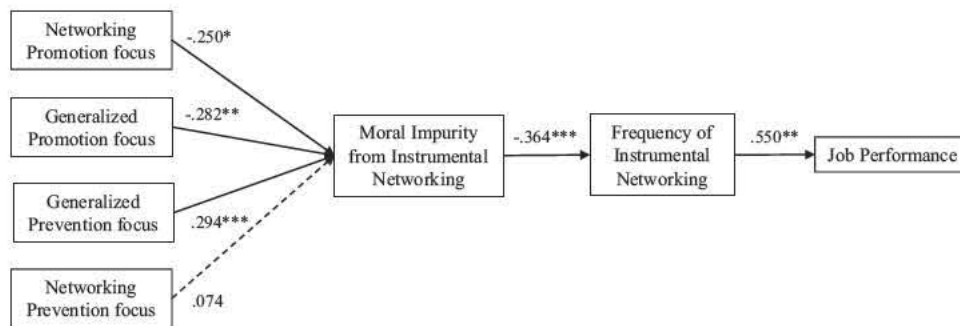 Networking
Promotion focus
-.250*
Generalized
Promotion focus
-.282**
Generalized
Prevention focus
.294***
Networking
Prevention focus
.074
Moral Impurity
from Instrumental
Networking
-.364***
Frequency of
Instrumental
Networking
.550**
Job Performance